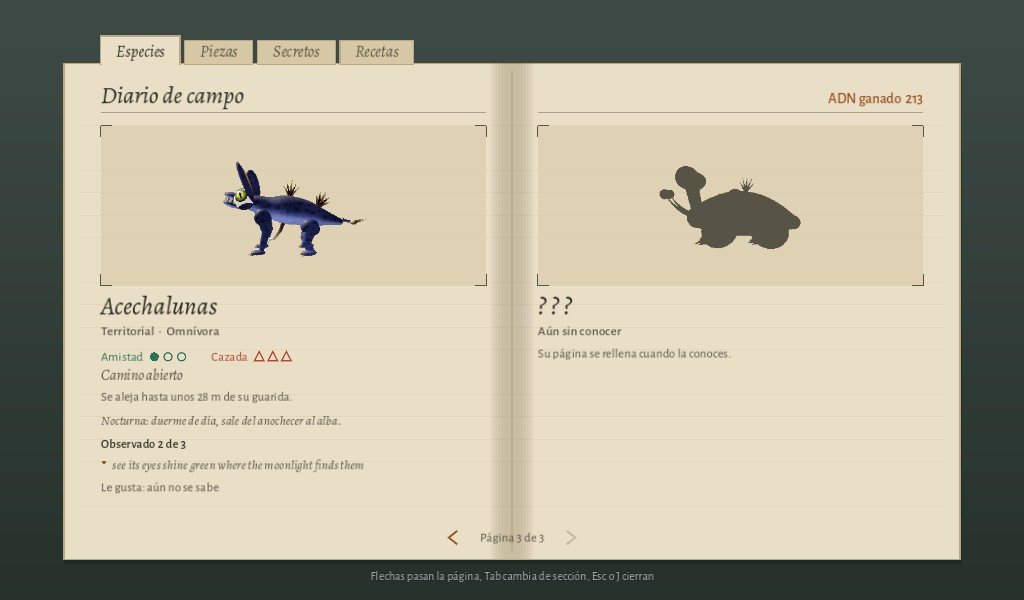 Especies Piezas Secretos Recetas
Diario de campo
ADN ganado 213
Acechalunas
Territorial · Omnívora
Amistad Cazada
Camino abierto
Se aleja hasta unos 28 m de su guarida.
Nocturna: duerme de día, sale del anochecer al alba.
Observado 2 de 3
see its eyes shine green where the moonlight finds them
Le gusta: aún no se sabe
???
Aún sin conocer
Su página se rellena cuando la conoces.
Página 3 de 3
Flechas pasan la página, Tab cambia de sección, Esc o J cierran